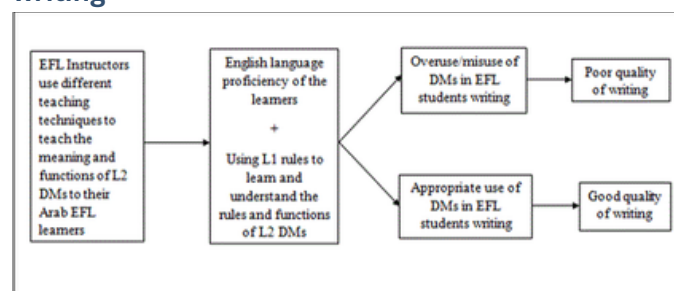 EFL Instructors
use different
teaching
techniques to
teach the
meaning and
functions of L2
DMs to their
Arab EFL
learners
English language
proficiency of the
learners
+
Using L1 rules to
learn and
understand the
rules and functions
of L2 DMs
Overuse/misuse of
DMs in EFL
students writing
Poor quality
of writing
Appropriate use of
DMs in EFL
students writing
Good quality
of writing